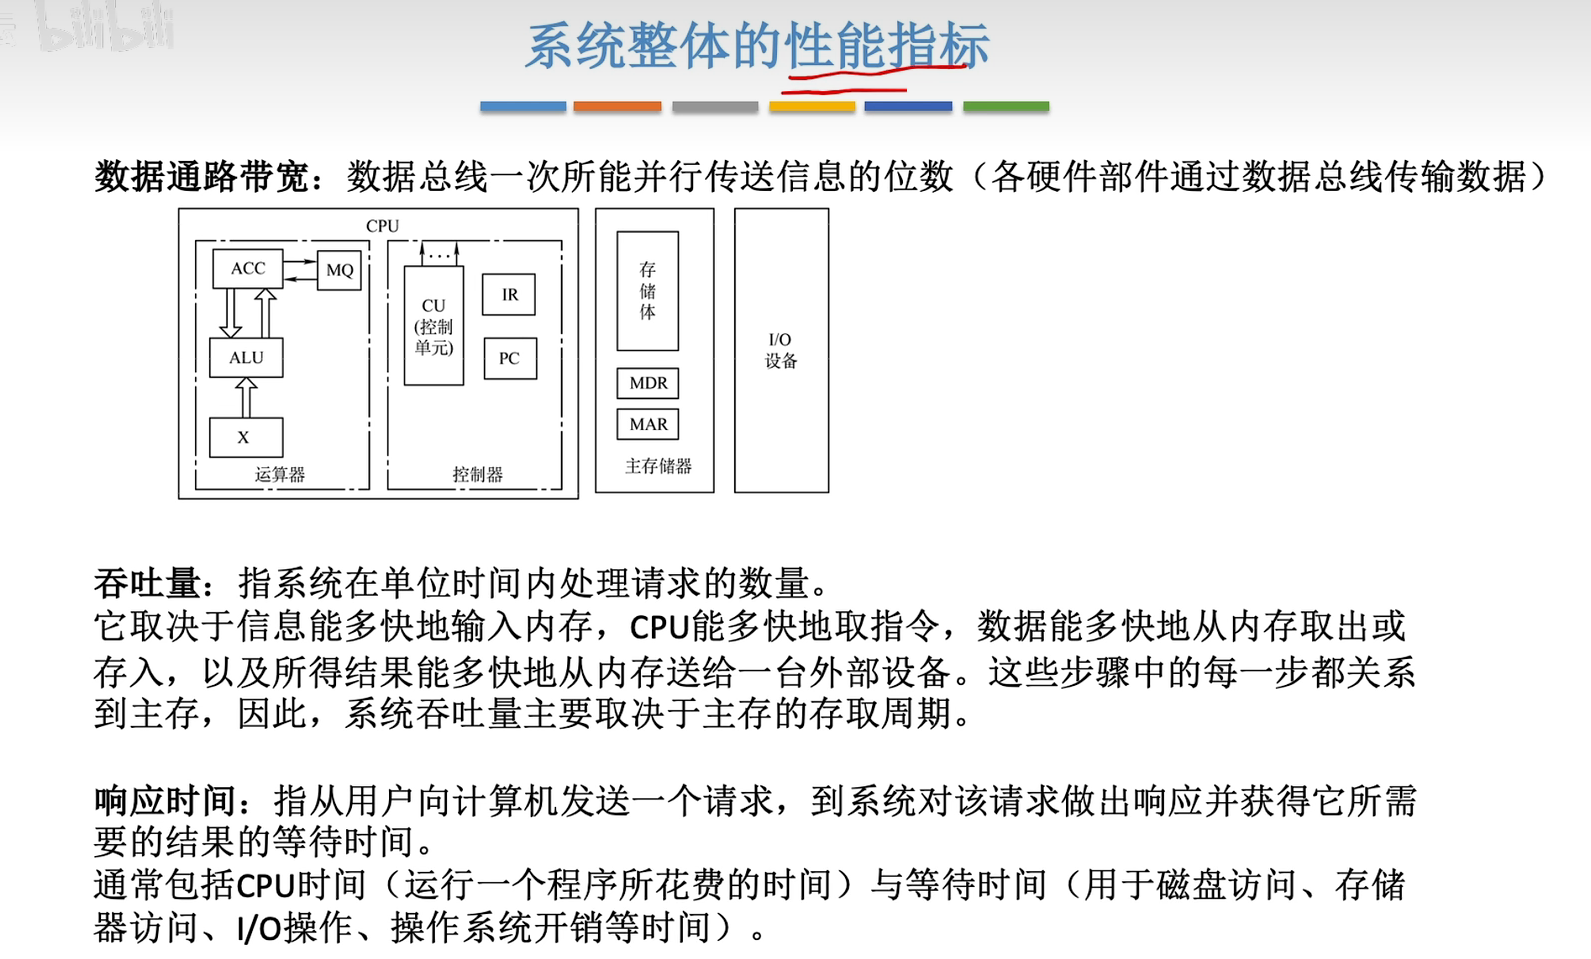 bilibili
系统整体的性能指标
数据通路带宽：数据总线一次所能并行传送信息的位数（各硬件部件通过数据总线传输数据）
CPU
ACC
MQ
ALU
X
运算器
...
CU
(控制
单元)
IR
PC
控制器
存
储
体
MDR
MAR
主存储器
I/O
设备
吞吐量：指系统在单位时间内处理请求的数量。
它取决于信息能多快地输入内存，CPU能多快地取指令，数据能多快地从内存取出或
存入，以及所得结果能多快地从内存送给一台外部设备。这些步骤中的每一步都关系
到主存，因此，系统吞吐量主要取决于主存的存取周期。
响应时间：指从用户向计算机发送一个请求，到系统对该请求做出响应并获得它所需
要的结果的等待时间。
通常包括CPU时间（运行一个程序所花费的时间）与等待时间（用于磁盘访问、存储
器访问、I/O操作、操作系统开销等时间）。